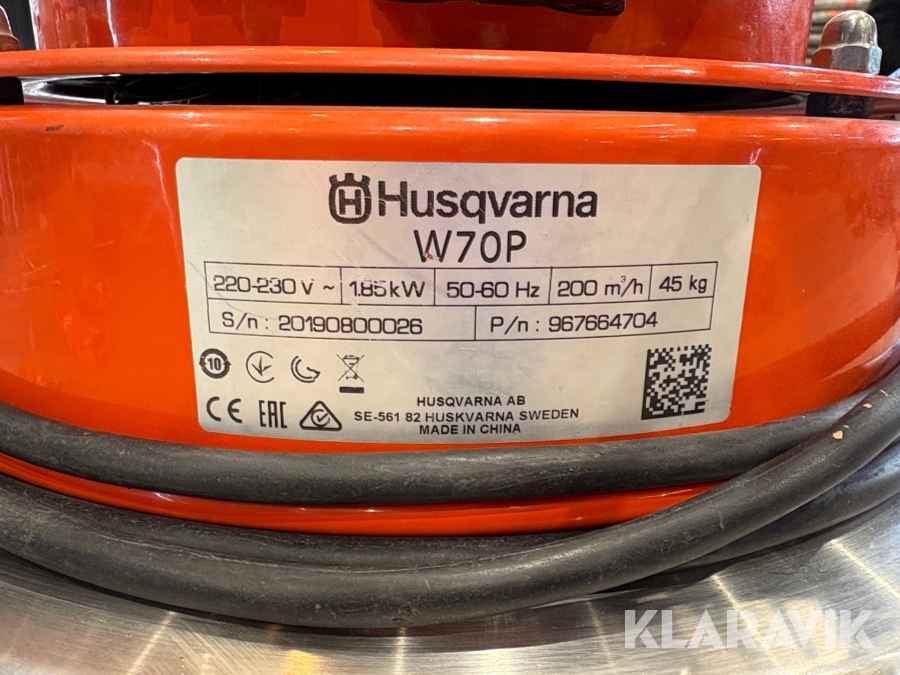 Husqvarna
W70P
220-230 V ~ 1.85 kW 50-60 Hz 200 m³/h 45 kg
S/n : 20190800026 P/n : 967664704
10
CE EAC
HUSQVARNA AB
SE-561 82 HUSKVARNA SWEDEN
MADE IN CHINA
KLARAVIK